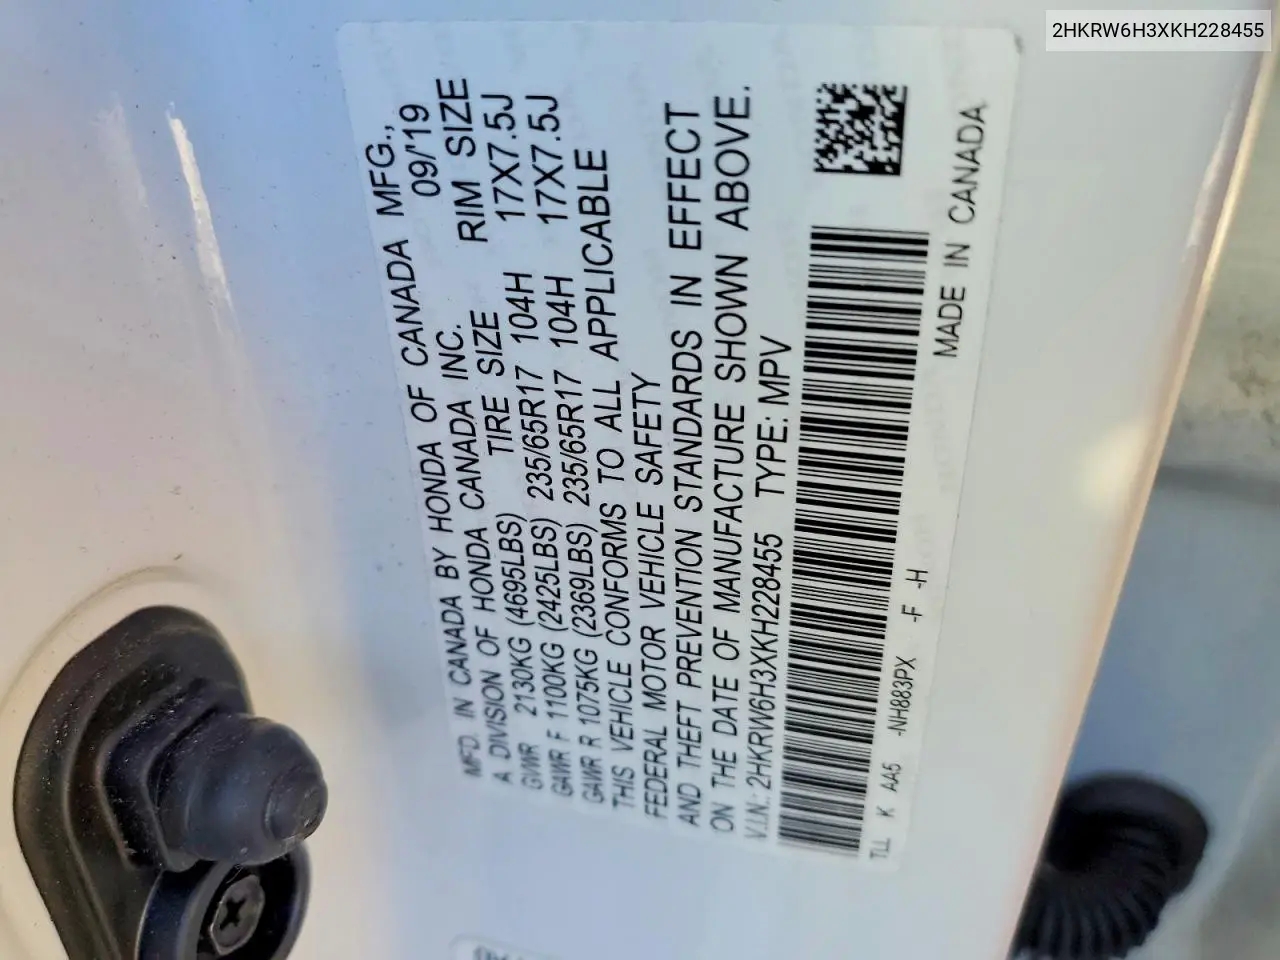 2HKRW6H3XKH228455
MFD. IN CANADA BY HONDA OF CANADA MFG.,
A DIVISION OF HONDA CANADA INC. 09/'19
GVWR 2130KG (4695LBS) TIRE SIZE RIM SIZE
GAWR F 1100KG (2425LBS) 235/65R17 104H 17X7.5J
GAWR R 1075KG (2369LBS) 235/65R17 104H 17X7.5J
THIS VEHICLE CONFORMS TO ALL APPLICABLE
FEDERAL MOTOR VEHICLE SAFETY
AND THEFT PREVENTION STANDARDS IN EFFECT
ON THE DATE OF MANUFACTURE SHOWN ABOVE.
V.I.N.: 2HKRW6H3XKH228455 TYPE: MPV
TLL K AA5 -NH883PX -F -H
MADE IN CANADA